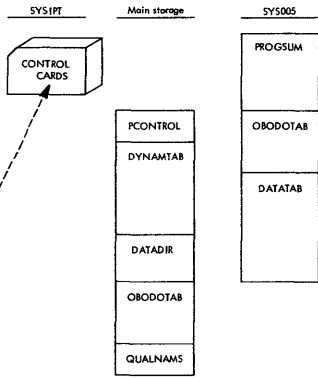 SYSIPT
Main storage
SYS005
CONTROL
CARDS
PCONTROL
DYNAMTAB
DATADIR
OBODOTAB
QUALNAMS
PROGSUM
OBODOTAB
DATATAB